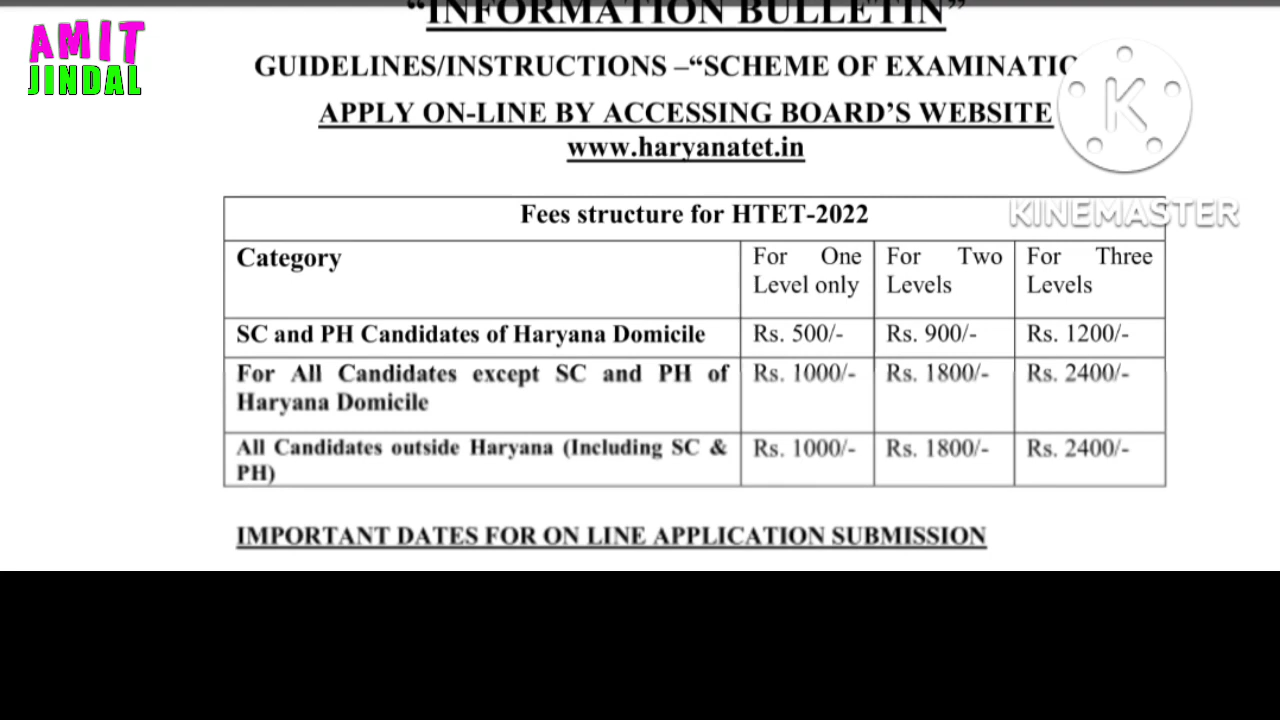 "INFORMATION BULLETIN"
AMIT
JINDAL
GUIDELINES/INSTRUCTIONS –"SCHEME OF
APPLY ON-LINE BY ACCESSING BOARD'S WEBSITE
www.haryanatet.in
KINEMASTER
Fees structure for HTET-2022
Category For One Level only For Two Levels For Three Levels
SC and PH Candidates of Haryana Domicile Rs. 500/- Rs. 900/- Rs. 1200/-
For All Candidates except SC and PH of Rs. 1000/- Rs. 1800/- Rs. 2400/-
Haryana Domicile
All Candidates outside Haryana (Including SC & Rs. 1000/- Rs. 1800/- Rs. 2400/-
PH)
IMPORTANT DATES FOR ON LINE APPLICATION SUBMISSION